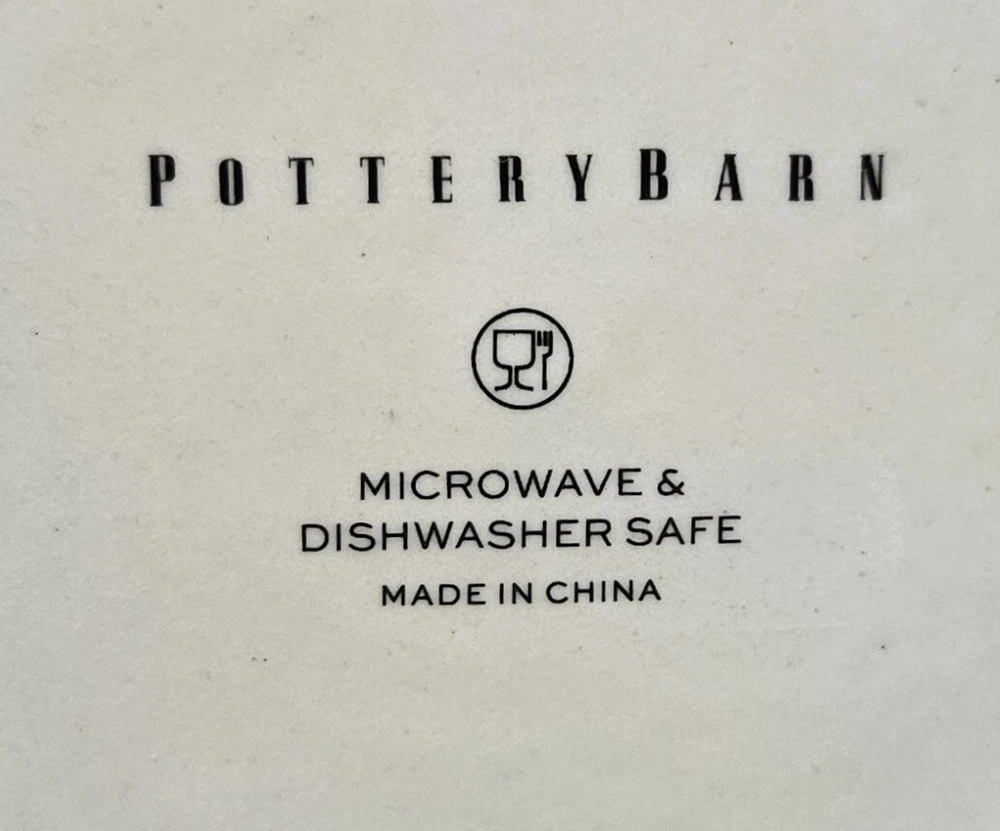 POTTERYBARN
MICROWAVE &
DISHWASHER SAFE
MADE IN CHINA